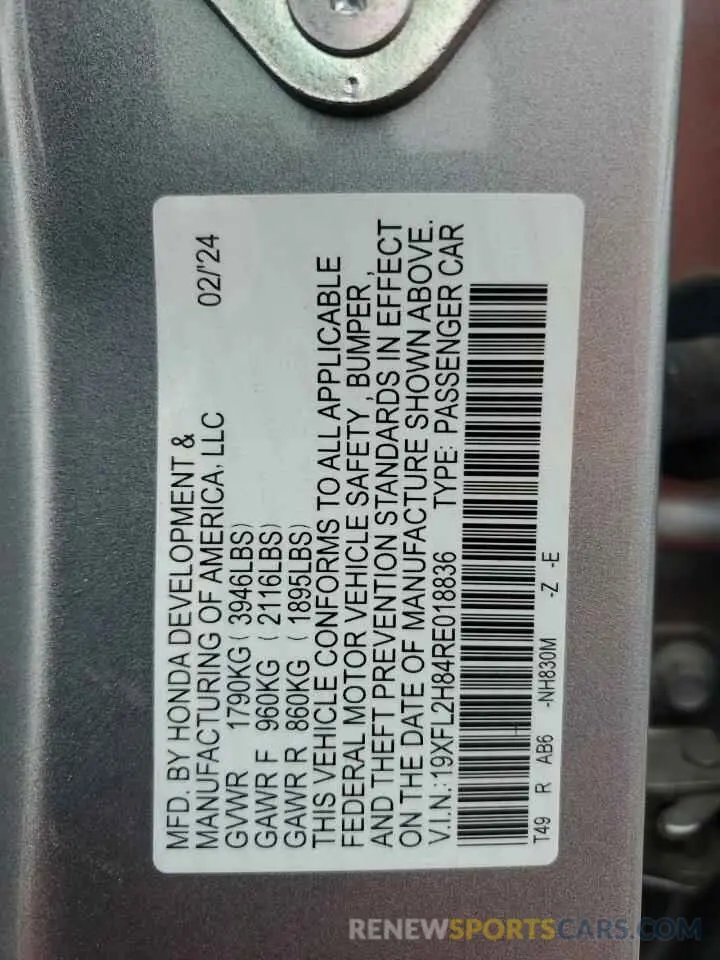 MFD. BY HONDA DEVELOPMENT &
MANUFACTURING OF AMERICA, LLC 02/'24
GVWR 1790KG ( 3946LBS)
GAWR F 960KG ( 2116LBS)
GAWR R 860KG ( 1895LBS)
THIS VEHICLE CONFORMS TO ALL APPLICABLE
FEDERAL MOTOR VEHICLE SAFETY , BUMPER ,
AND THEFT PREVENTION STANDARDS IN EFFECT
ON THE DATE OF MANUFACTURE SHOWN ABOVE.
V.I.N.:19XFL2H84RE018836 TYPE: PASSENGER CAR
T49 R AB6 -NH830M -Z -E
RENEWSPORTSCARS.COM